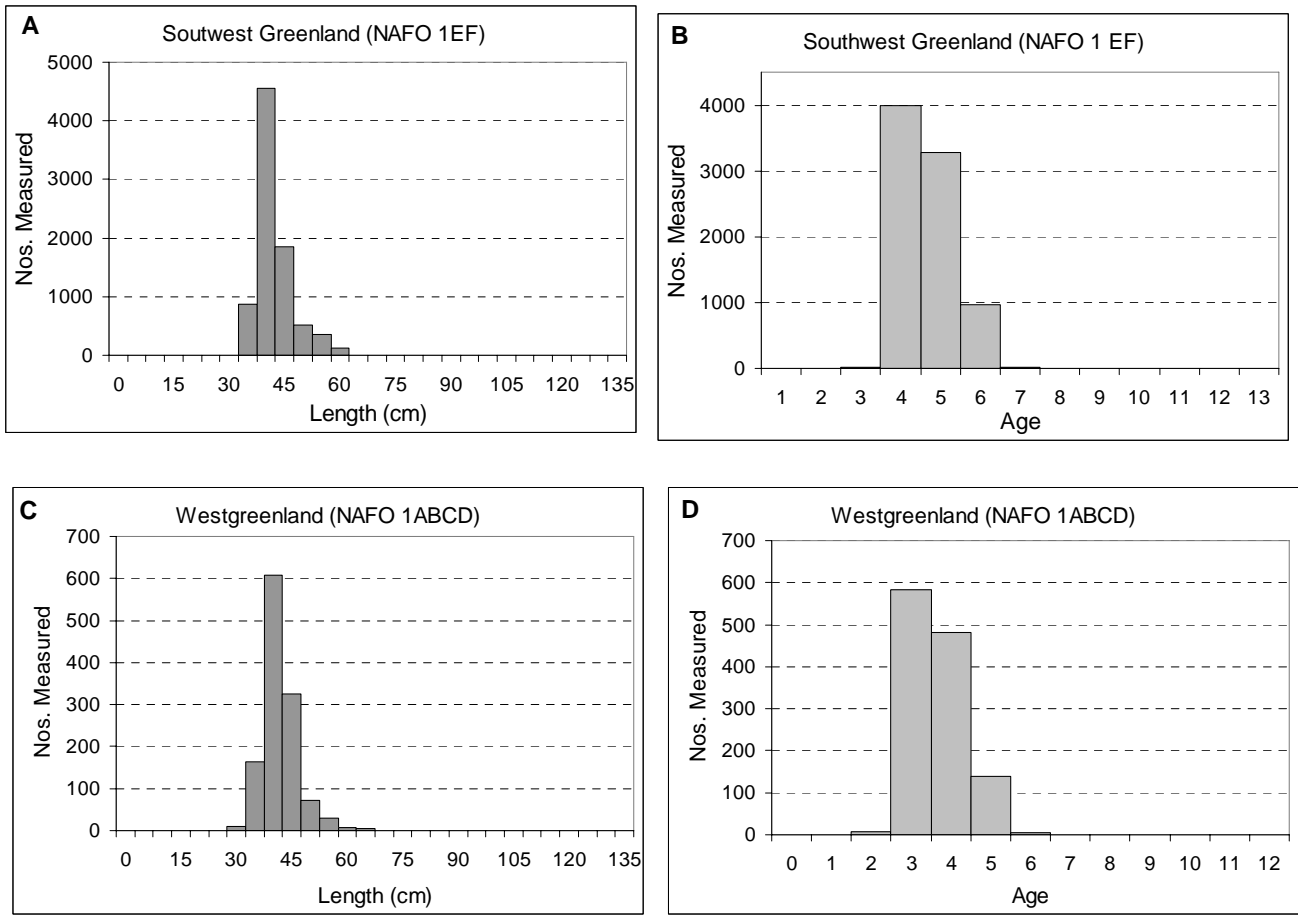 A
Soutwest Greenland (NAFO 1EF)
5000
4000
3000
2000
1000
0
Nos. Measured
0 15 30 45 60 75 90 105 120 135
Length (cm)
B
Southwest Greenland (NAFO 1 EF)
4000
3000
2000
1000
0
Nos. Measured
1 2 3 4 5 6 7 8 9 10 11 12 13
Age
C
Westgreenland (NAFO 1ABCD)
700
600
500
400
300
200
100
0
Nos. Measured
0 15 30 45 60 75 90 105 120 135
Length (cm)
D
Westgreenland (NAFO 1ABCD)
700
600
500
400
300
200
100
0
Nos. Measured
0 1 2 3 4 5 6 7 8 9 10 11 12
Age